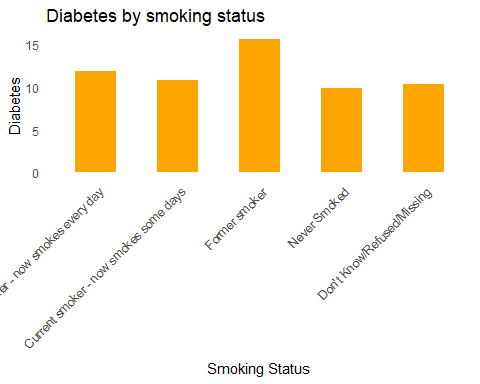 Diabetes by smoking status
Diabetes
15
10
5
0
- now smokes every day
Current smoker - now smokes some days
Former smoker
Never Smoked
Don't Know/Refused/Missing
Smoking Status